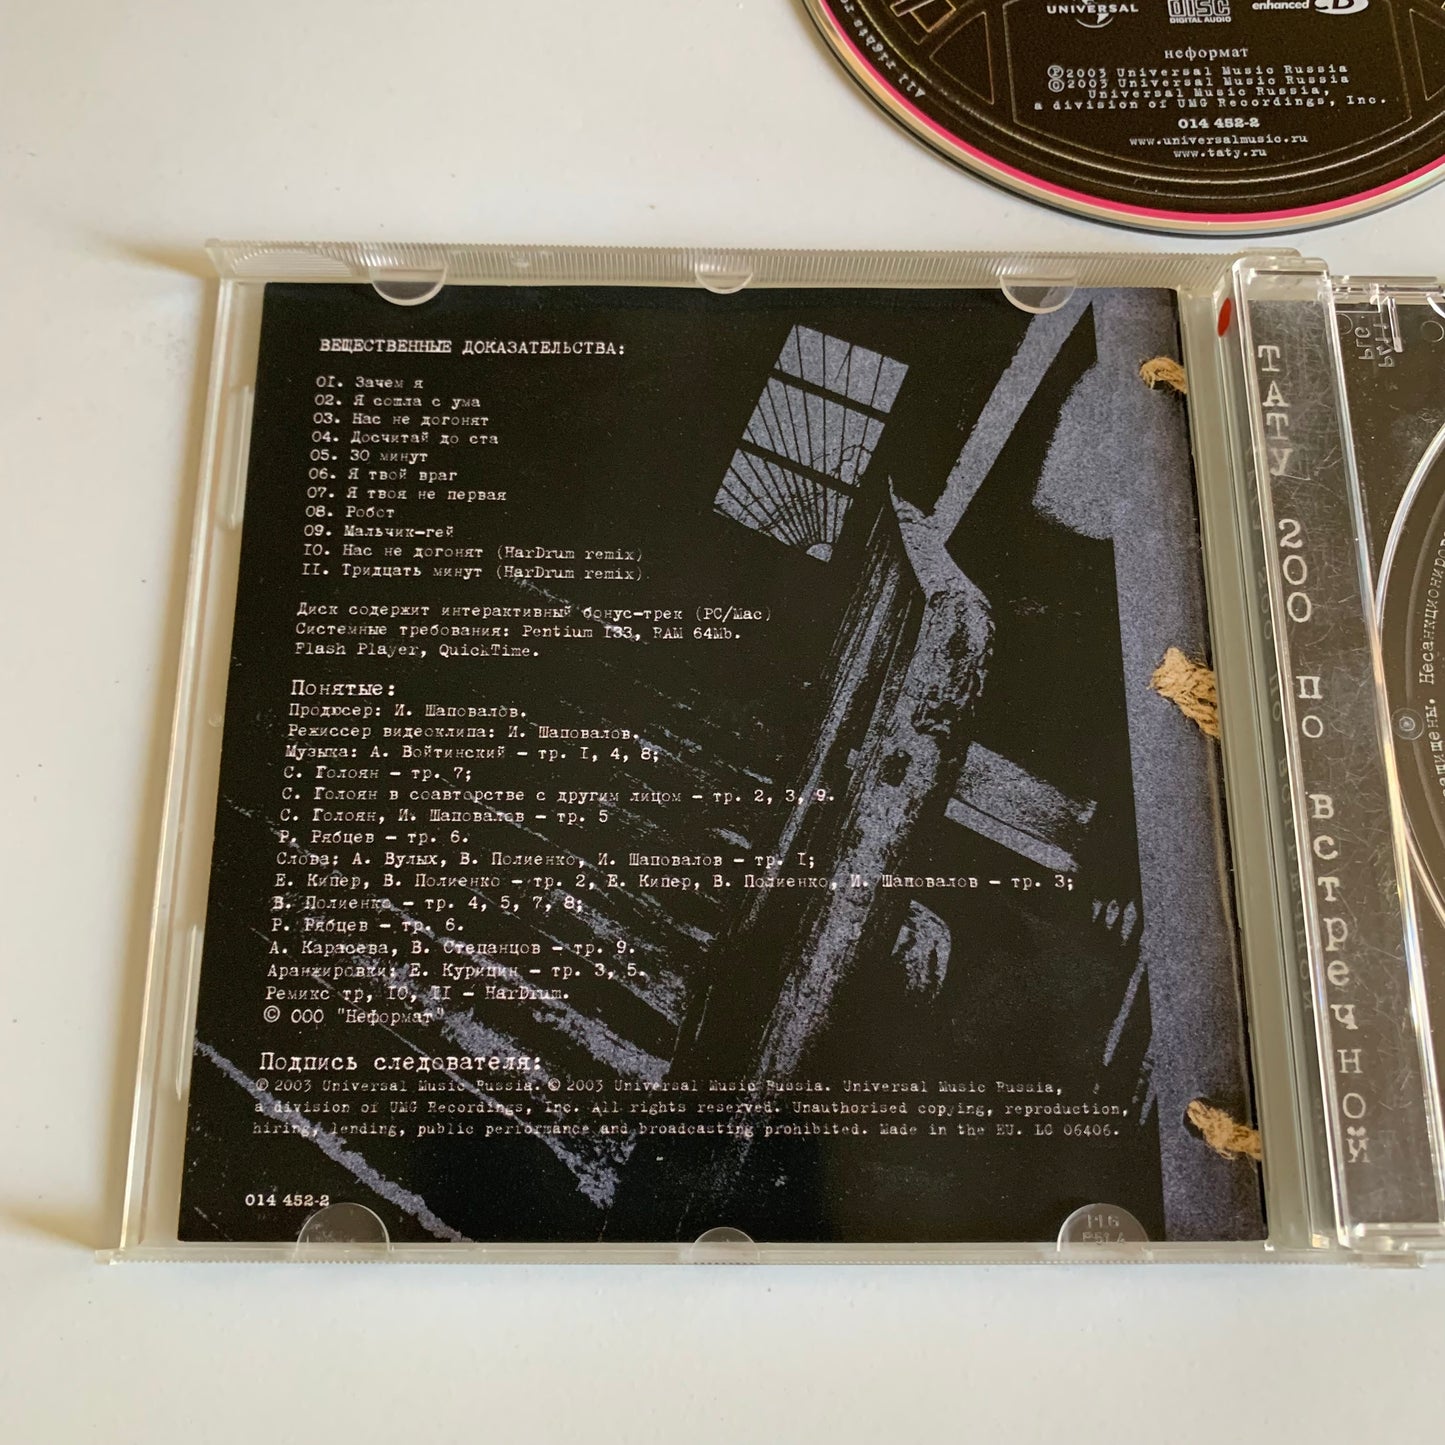 UNIVERSAL
DISC
DIGITAL AUDIO
enhanced CD
неформат
Ⓟ2003 Universal Music Russia
©2003 Universal Music Russia
Universal Music Russia,
a division of UMG Recordings, Inc.
014 452-2
www.universalmusic.ru
www.taty.ru
All rights
ВЕЩЕСТВЕННЫЕ ДОКАЗАТЕЛЬСТВА:
01. Зачем я
02. Я сошла с ума
03. Нас не догонят
04. Досчитай до ста
05. 30 минут
06. Я твой враг
07. Я твоя не первая
08. Робот
09. Мальчик-гей
10. Нас не догонят (HarDrum remix)
11. Тридцать минут (HarDrum remix)
Диск содержит интерактивный бонус-трек (PC/Mac)
Системные требования: Pentium 133, RAM 64Mb.
Flash Player, QuickTime.
Понятые:
Продюсер: И. Шаповалов.
Режиссер видеоклипа: И. Шаповалов.
Музыка: А. Войтинский - тр. 1, 4, 8;
С. Голоян - тр. 7;
С. Голоян в соавторстве с другим лицом - тр. 2, 3, 9.
С. Голоян, И. Шаповалов - тр. 5
Р. Рябцев - тр. 6.
Слова: А. Вулых, В. Полиенко, И. Шаповалов - тр. 1;
Е. Кипер, В. Полиенко - тр. 2, Е. Кипер, В. Полиенко, И. Шаповалов - тр. 3;
В. Полиенко - тр. 4, 5, 7, 8;
Р. Рябцев - тр. 6.
А. Карасева, В. Степанцов - тр. 9.
Аранжировки: Е. Курицин - тр. 3, 5.
Ремикс тр, 10, 11 - HarDrum.
© ООО "Неформат"
Подпись следователя:
Ⓟ 2003 Universal Music Russia. © 2003 Universal Music Russia. Universal Music Russia,
a division of UMG Recordings, Inc. All rights reserved. Unauthorised copying, reproduction,
hiring, lending, public performance and broadcasting prohibited. Made in the EU. LC 06406.
014 452-2
ТАТУ 200 ПО ВСТРЕЧНОЙ
Несанкционирова